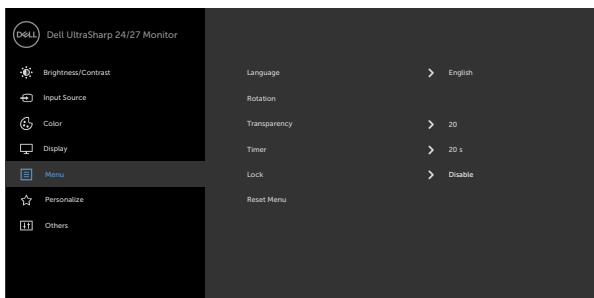 DELL Dell UltraSharp 24/27 Monitor
Brightness/Contrast
Input Source
Color
Display
Menu
Personalize
Others
Language English
Rotation
Transparency 20
Timer 20 s
Lock Disable
Reset Menu